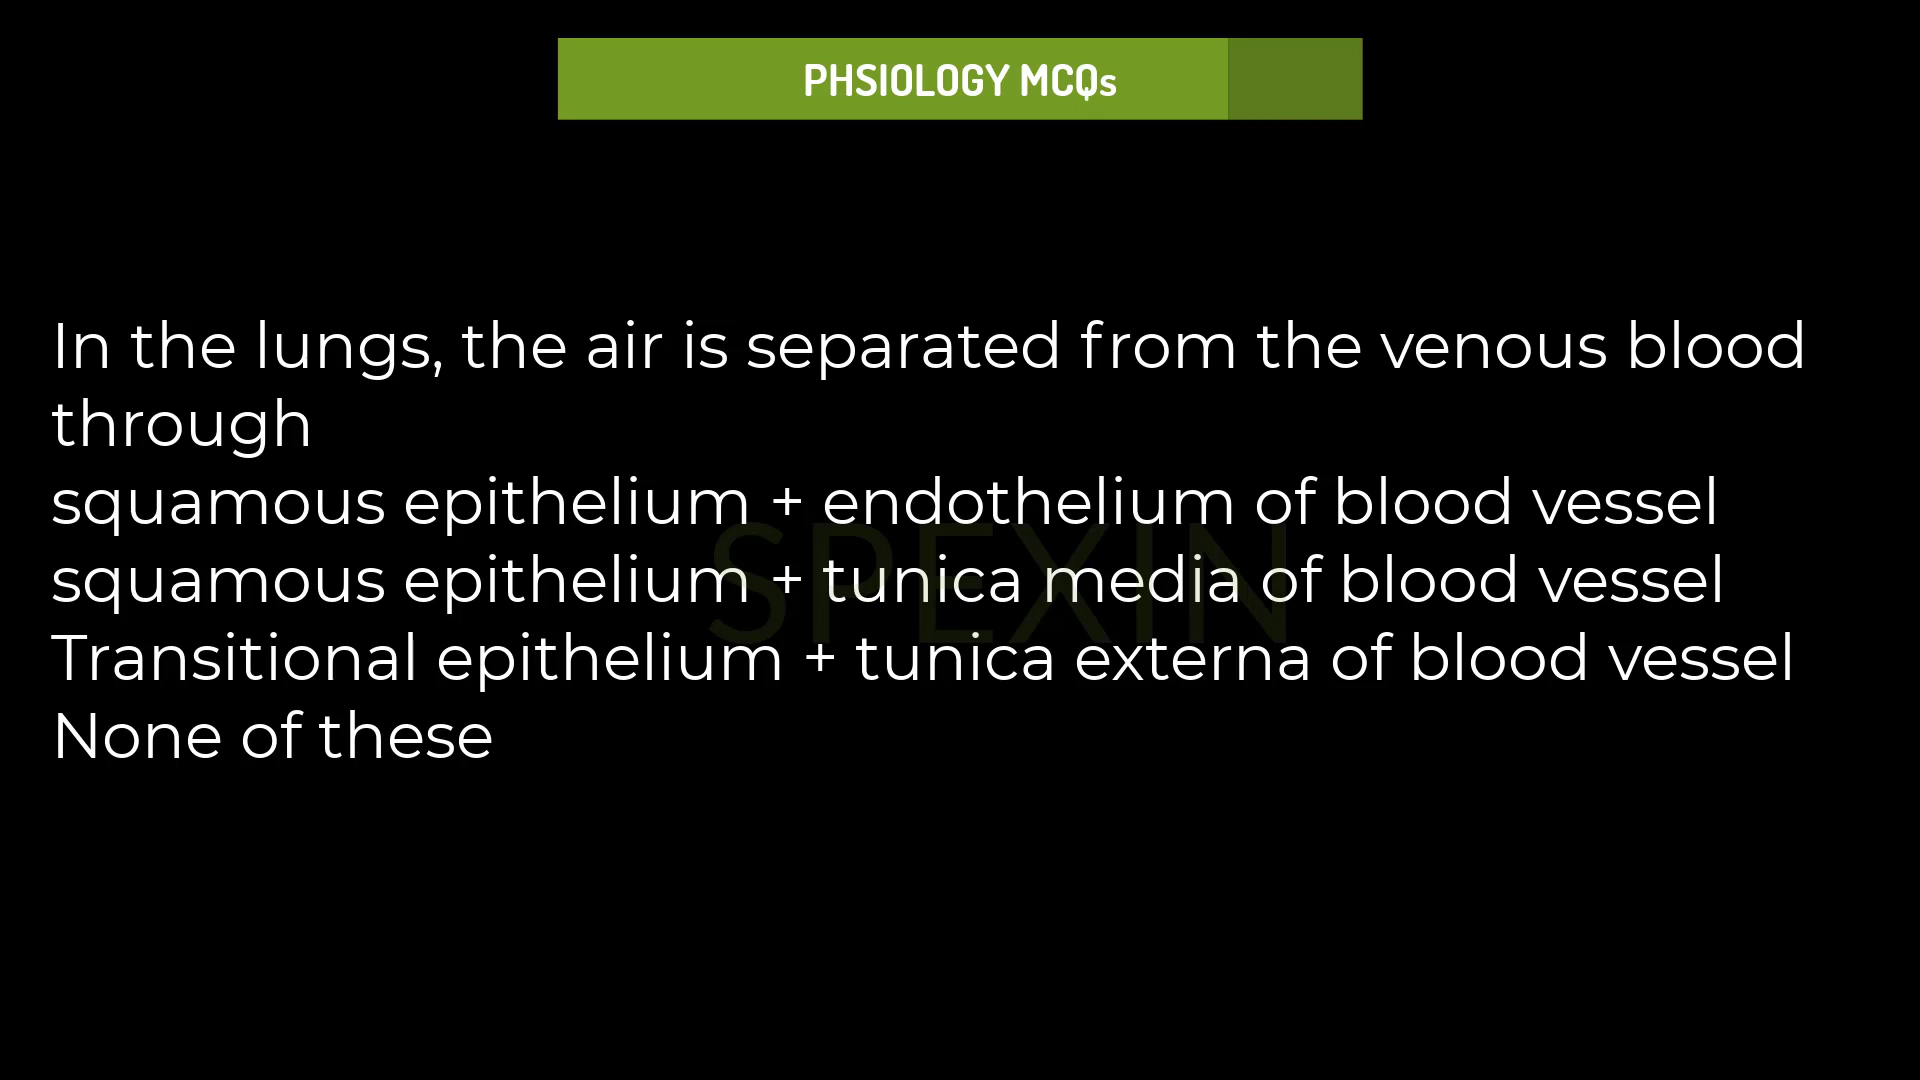 PHSIOLOGY MCQs
In the lungs, the air is separated from the venous blood
through
squamous epithelium + endothelium of blood vessel
squamous epithelium + tunica media of blood vessel
SPEXIN
Transitional epithelium + tunica externa of blood vessel
None of these